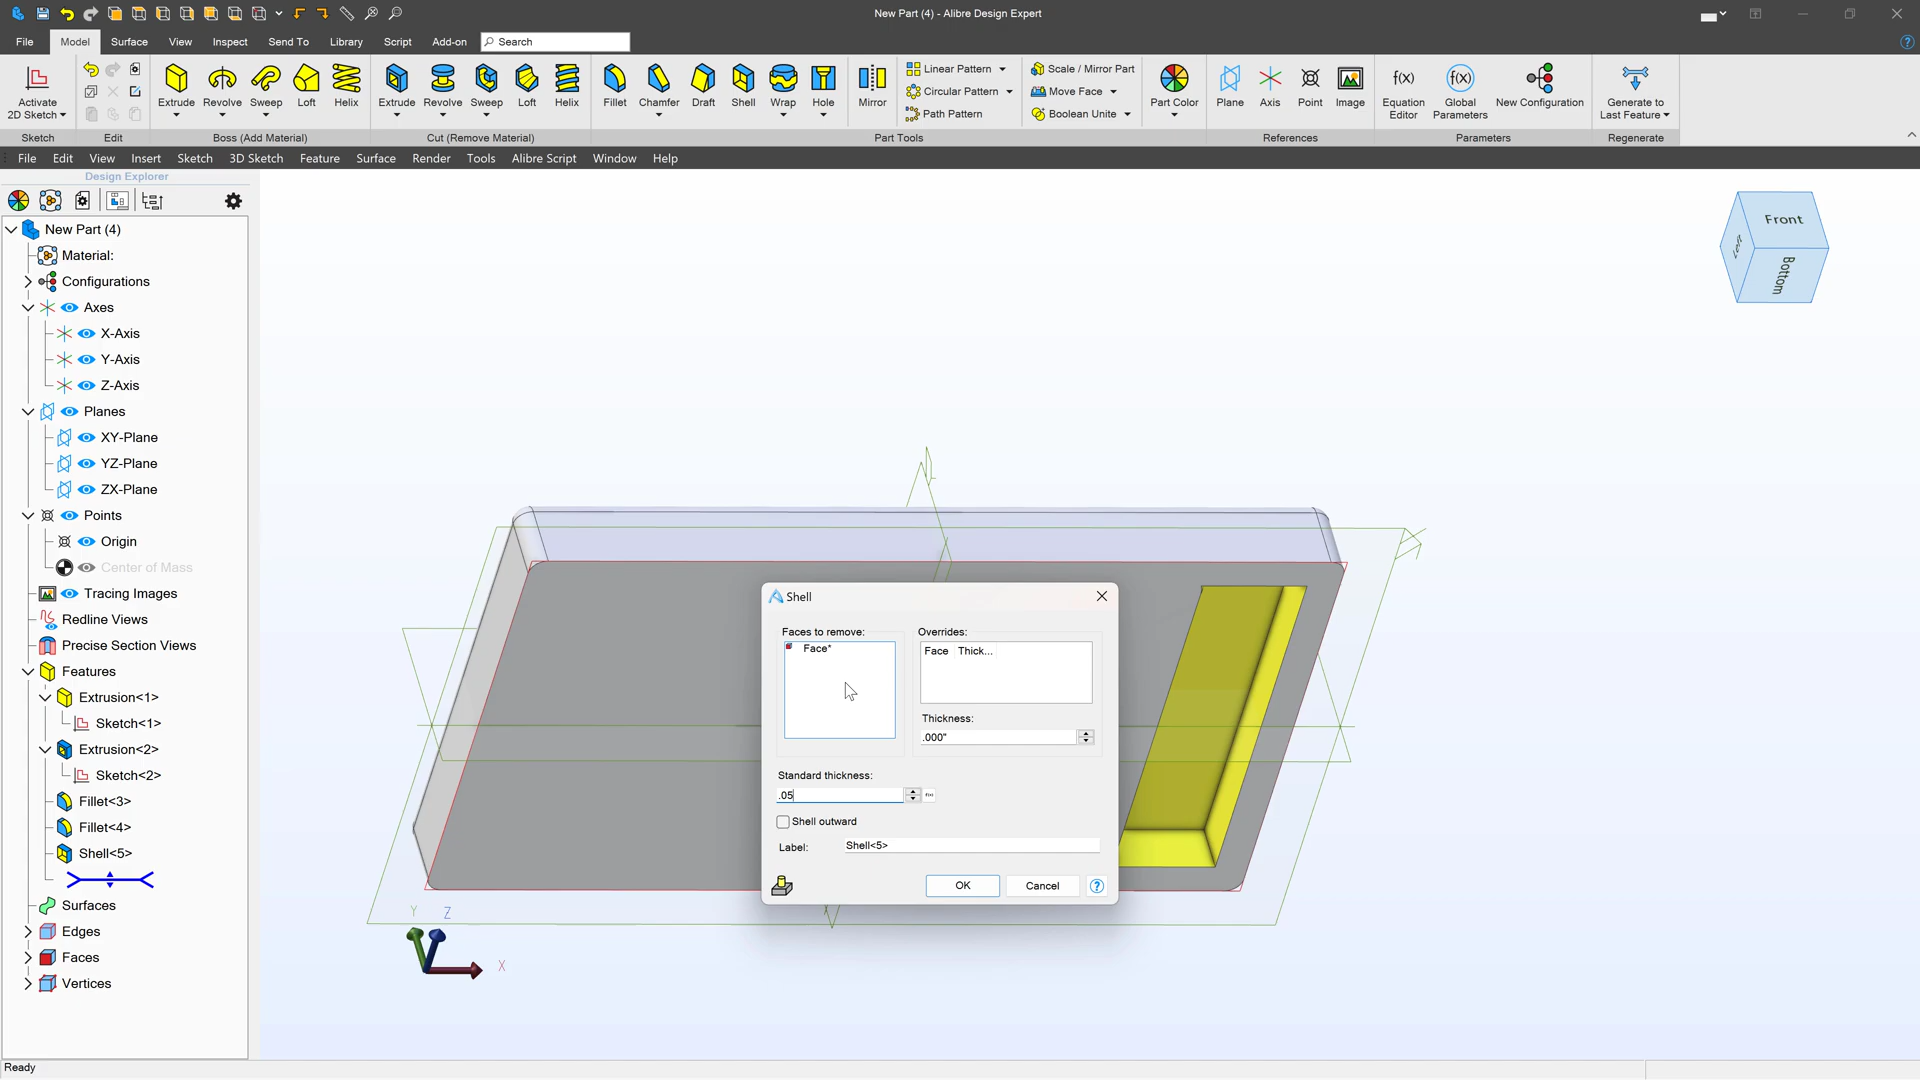 New Part (4) - Alibre Design Expert
File Model Surface View Inspect Send To Library Script Add-on Search
Activate 2D Sketch
Extrude Revolve Sweep Loft Helix
Extrude Revolve Sweep Loft Helix
Fillet Chamfer Draft Shell Wrap Hole Mirror
Linear Pattern
Circular Pattern
Path Pattern
Scale / Mirror Part
Move Face
Boolean Unite
Part Color
Plane Axis Point Image
f(x) Equation Editor
f(x) Global Parameters
New Configuration
Generate to Last Feature
Sketch Edit Boss (Add Material) Cut (Remove Material) Part Tools References Parameters Regenerate
File Edit View Insert Sketch 3D Sketch Feature Surface Render Tools Alibre Script Window Help
Design Explorer
New Part (4)
Material:
Configurations
Axes
X-Axis
Y-Axis
Z-Axis
Planes
XY-Plane
YZ-Plane
ZX-Plane
Points
Origin
Center of Mass
Tracing Images
Redline Views
Precise Section Views
Features
Extrusion<1>
Sketch<1>
Extrusion<2>
Sketch<2>
Fillet<3>
Fillet<4>
Shell<5>
Surfaces
Edges
Faces
Vertices
Front
Left
Bottom
Shell
Faces to remove:
Face*
Overrides:
Face Thick...
Thickness:
.000"
Standard thickness:
.05
f(x)
Shell outward
Label: Shell<5>
OK Cancel ?
Y Z
X
Ready